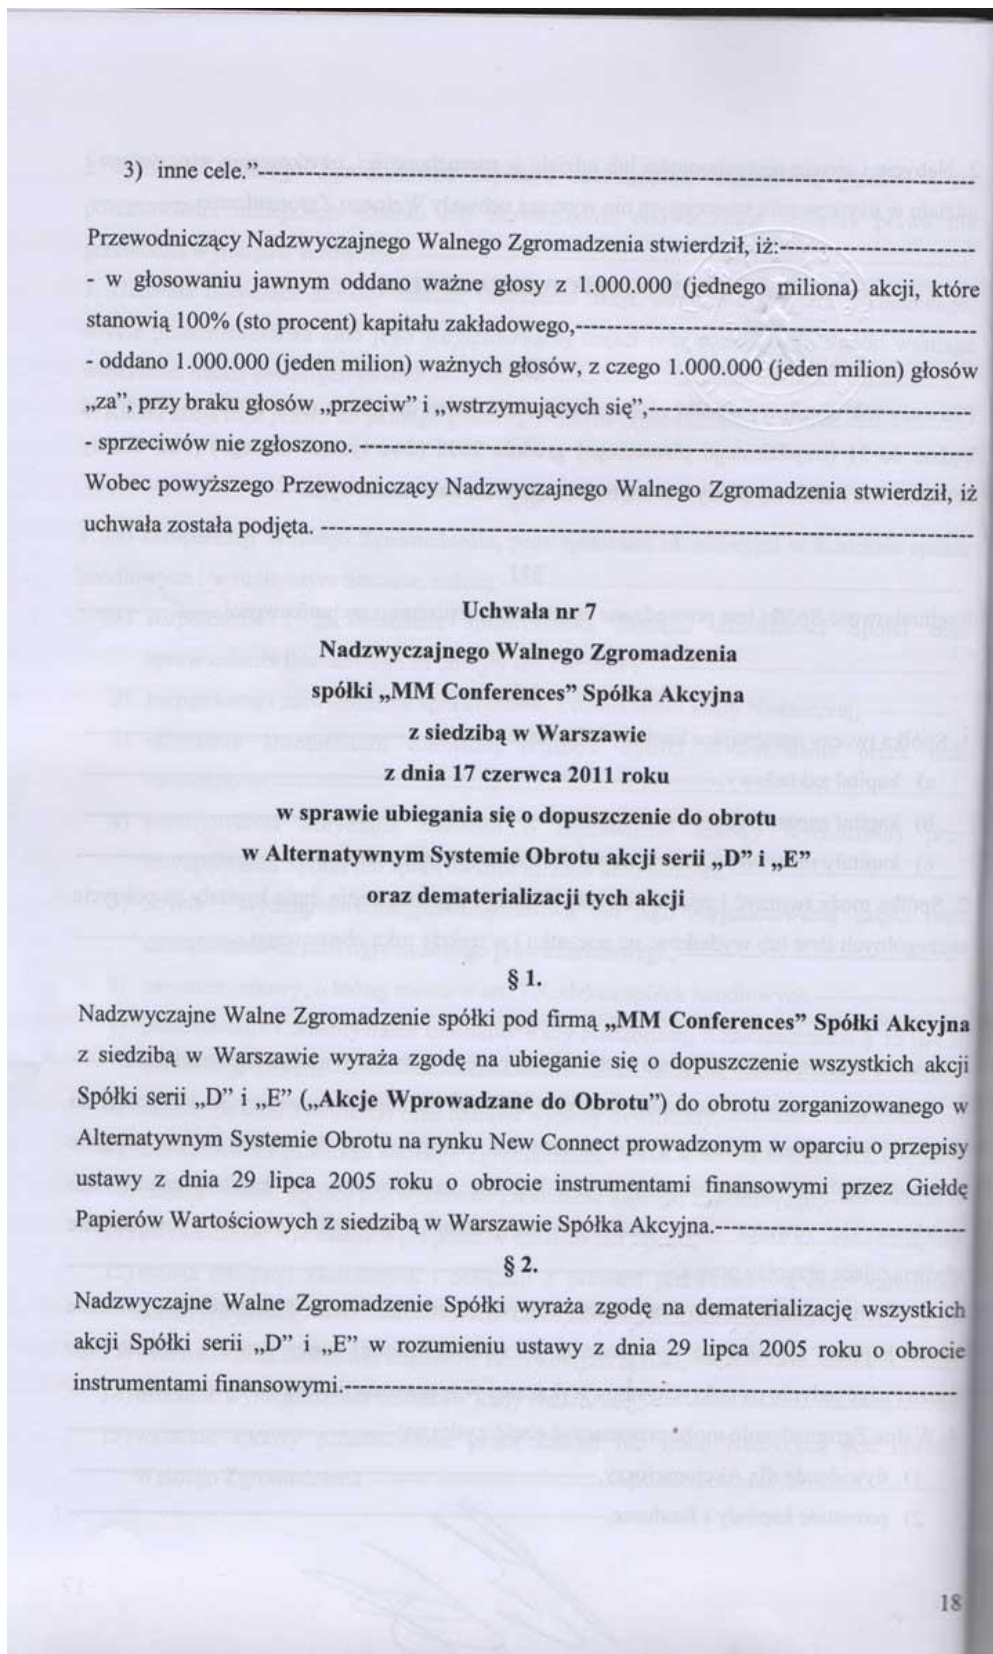 3) inne cele.”------------------------------------------------------------
Przewodniczący Nadzwyczajnego Walnego Zgromadzenia stwierdził, iż:------------------------
- w głosowaniu jawnym oddano ważne głosy z 1.000.000 (jednego miliona) akcji, które
stanowią 100% (sto procent) kapitału zakładowego,------------------------------------------------
- oddano 1.000.000 (jeden milion) ważnych głosów, z czego 1.000.000 (jeden milion) głosów
„za”, przy braku głosów „przeciw” i „wstrzymujących się”,----------------------------------------
- sprzeciwów nie zgłoszono. ------------------------------------------------------------
Wobec powyższego Przewodniczący Nadzwyczajnego Walnego Zgromadzenia stwierdził, iż
uchwała została podjęta. ------------------------------------------------------------
Uchwała nr 7
Nadzwyczajnego Walnego Zgromadzenia
spółki „MM Conferences” Spółka Akcyjna
z siedzibą w Warszawie
z dnia 17 czerwca 2011 roku
w sprawie ubiegania się o dopuszczenie do obrotu
w Alternatywnym Systemie Obrotu akcji serii „D” i „E”
oraz dematerializacji tych akcji
§ 1.
Nadzwyczajne Walne Zgromadzenie spółki pod firmą „MM Conferences” Spółki Akcyjna
z siedzibą w Warszawie wyraża zgodę na ubieganie się o dopuszczenie wszystkich akcji
Spółki serii „D” i „E” („Akcje Wprowadzane do Obrotu”) do obrotu zorganizowanego w
Alternatywnym Systemie Obrotu na rynku New Connect prowadzonym w oparciu o przepisy
ustawy z dnia 29 lipca 2005 roku o obrocie instrumentami finansowymi przez Giełdę
Papierów Wartościowych z siedzibą w Warszawie Spółka Akcyjna.------------------------------
§ 2.
Nadzwyczajne Walne Zgromadzenie Spółki wyraża zgodę na dematerializację wszystkich
akcji Spółki serii „D” i „E” w rozumieniu ustawy z dnia 29 lipca 2005 roku o obrocie
instrumentami finansowymi.------------------------------------------------------------
18